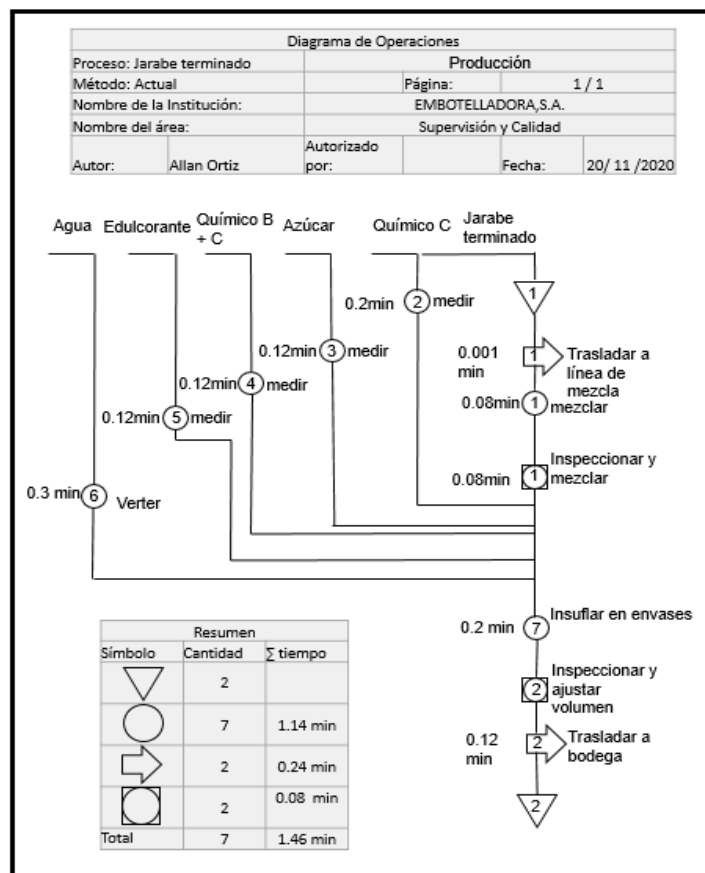 Diagrama de Operaciones
Proceso: Jarabe terminado Producción
Método: Actual Página: 1 / 1
Nombre de la Institución: EMBOTELLADORA,S.A.
Nombre del área: Supervisión y Calidad
Autor: Allan Ortiz Autorizado por: Fecha: 20/ 11 /2020
Agua
Edulcorante
Químico B
+ C
Azúcar
Químico C
Jarabe
terminado
1
0.2min 2 medir
0.001
min
1
Trasladar a
línea de
mezcla
0.12min 3 medir
0.12min 4 medir
0.08min 1 mezclar
0.12min 5 medir
0.08min 1
Inspeccionar y
mezclar
0.3 min 6 Verter
0.2 min 7 Insuflar en envases
2
Inspeccionar y
ajustar
volumen
0.12
min
2
Trasladar a
bodega
2
Resumen
Símbolo Cantidad ∑ tiempo
2
7 1.14 min
2 0.24 min
2 0.08 min
Total 7 1.46 min